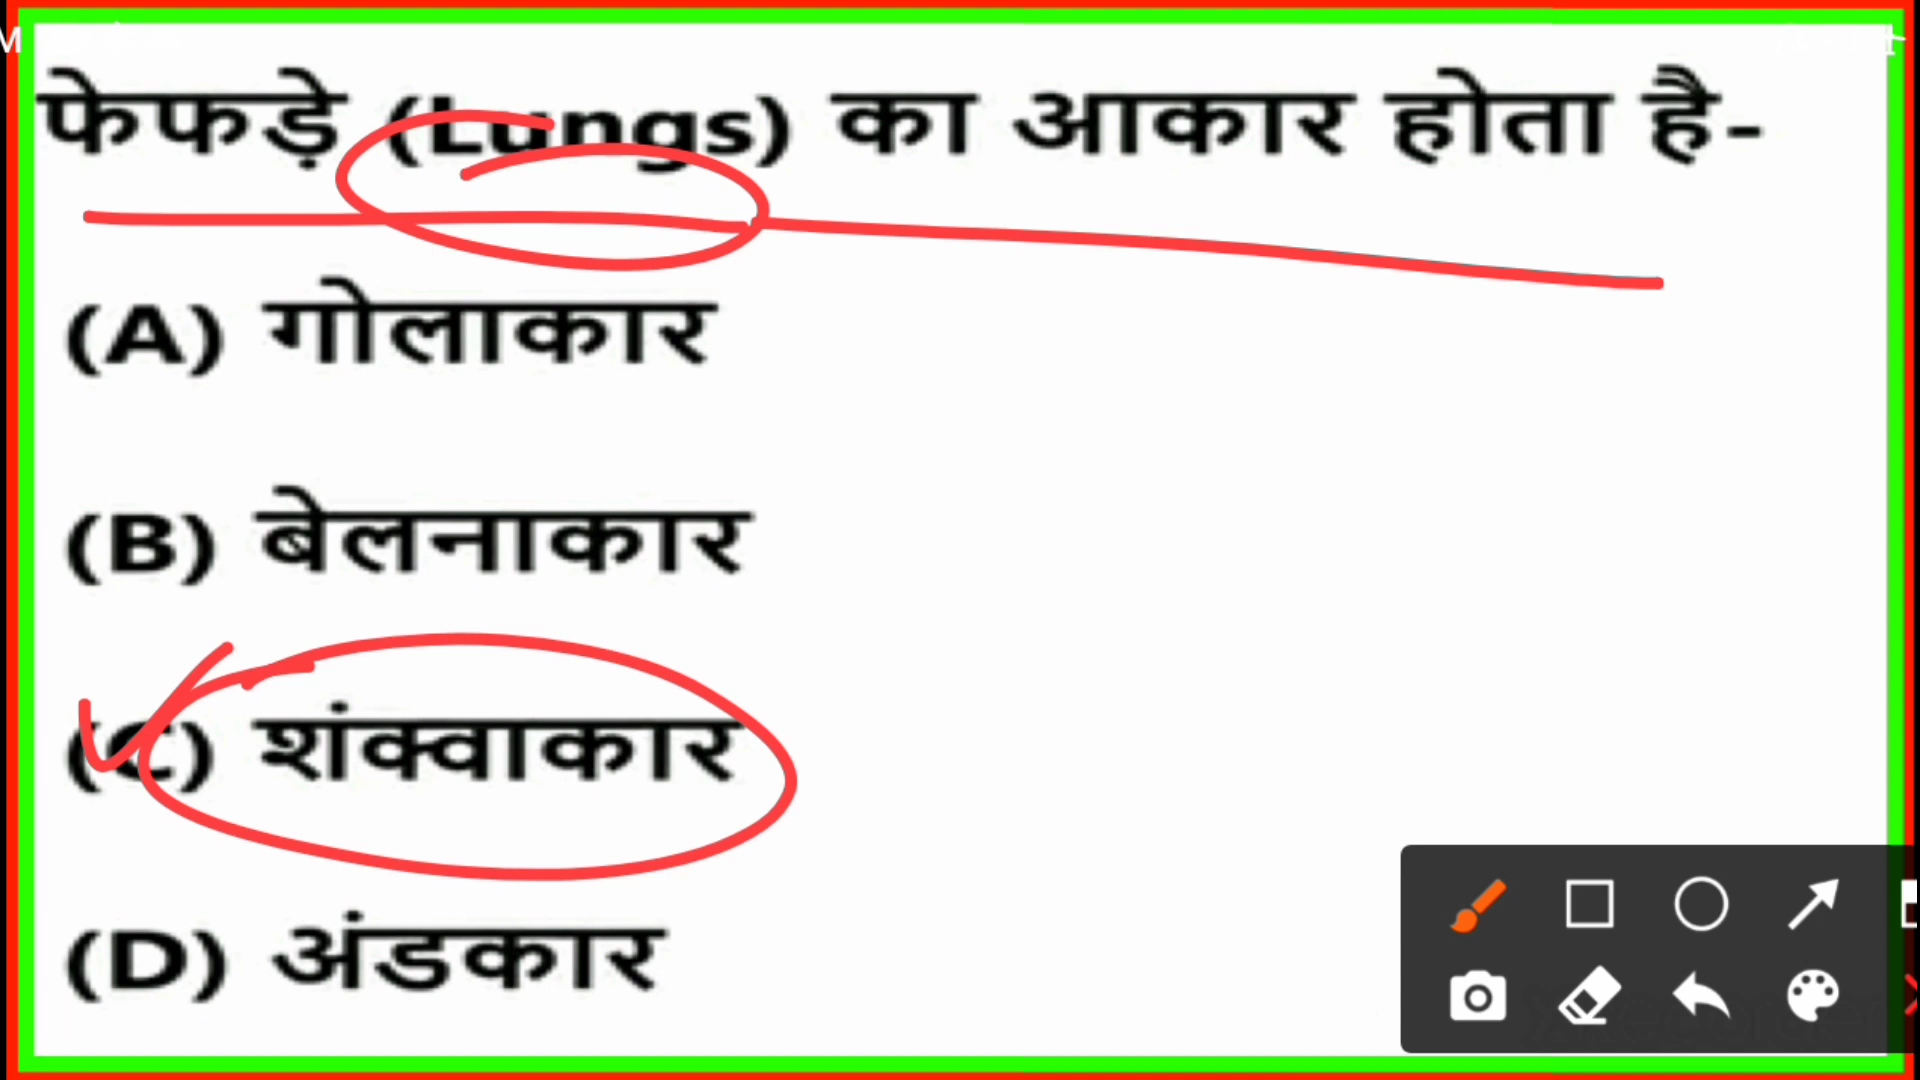 फेफड़े (Lungs) का आकार होता है-
(A) गोलाकार
(B) बेलनाकार
(C) शंक्वाकार
(D) अंडकार